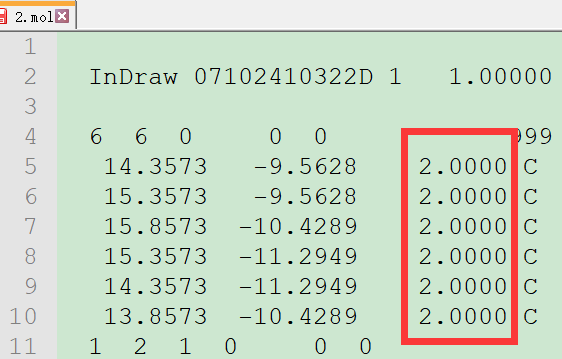 2.mol
1
2 InDraw 07102410322D 1 1.00000
3
4 6 6 0 0 0 999
5 14.3573 -9.5628 2.0000 C
6 15.3573 -9.5628 2.0000 C
7 15.8573 -10.4289 2.0000 C
8 15.3573 -11.2949 2.0000 C
9 14.3573 -11.2949 2.0000 C
10 13.8573 -10.4289 2.0000 C
11 1 2 1 0 0 0